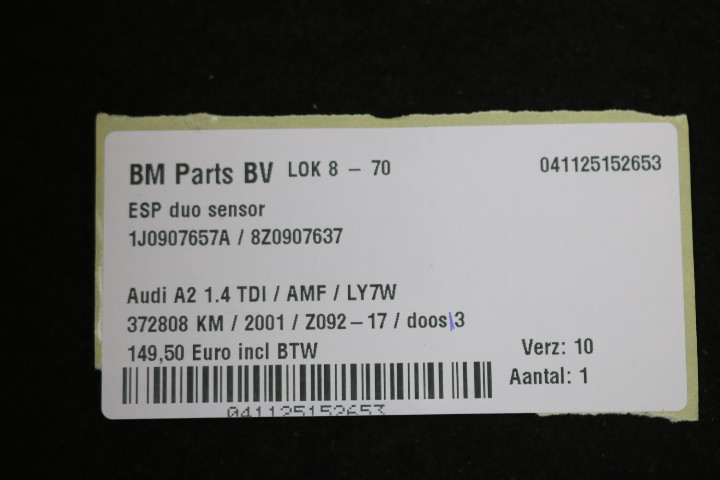 BM Parts BV LOK 8 - 70 041125152653
ESP duo sensor
1J0907657A / 8Z0907637
Audi A2 1.4 TDI / AMF / LY7W
372808 KM / 2001 / Z092-17 / doos 3
149,50 Euro incl BTW Verz: 10
Aantal: 1
041125152653